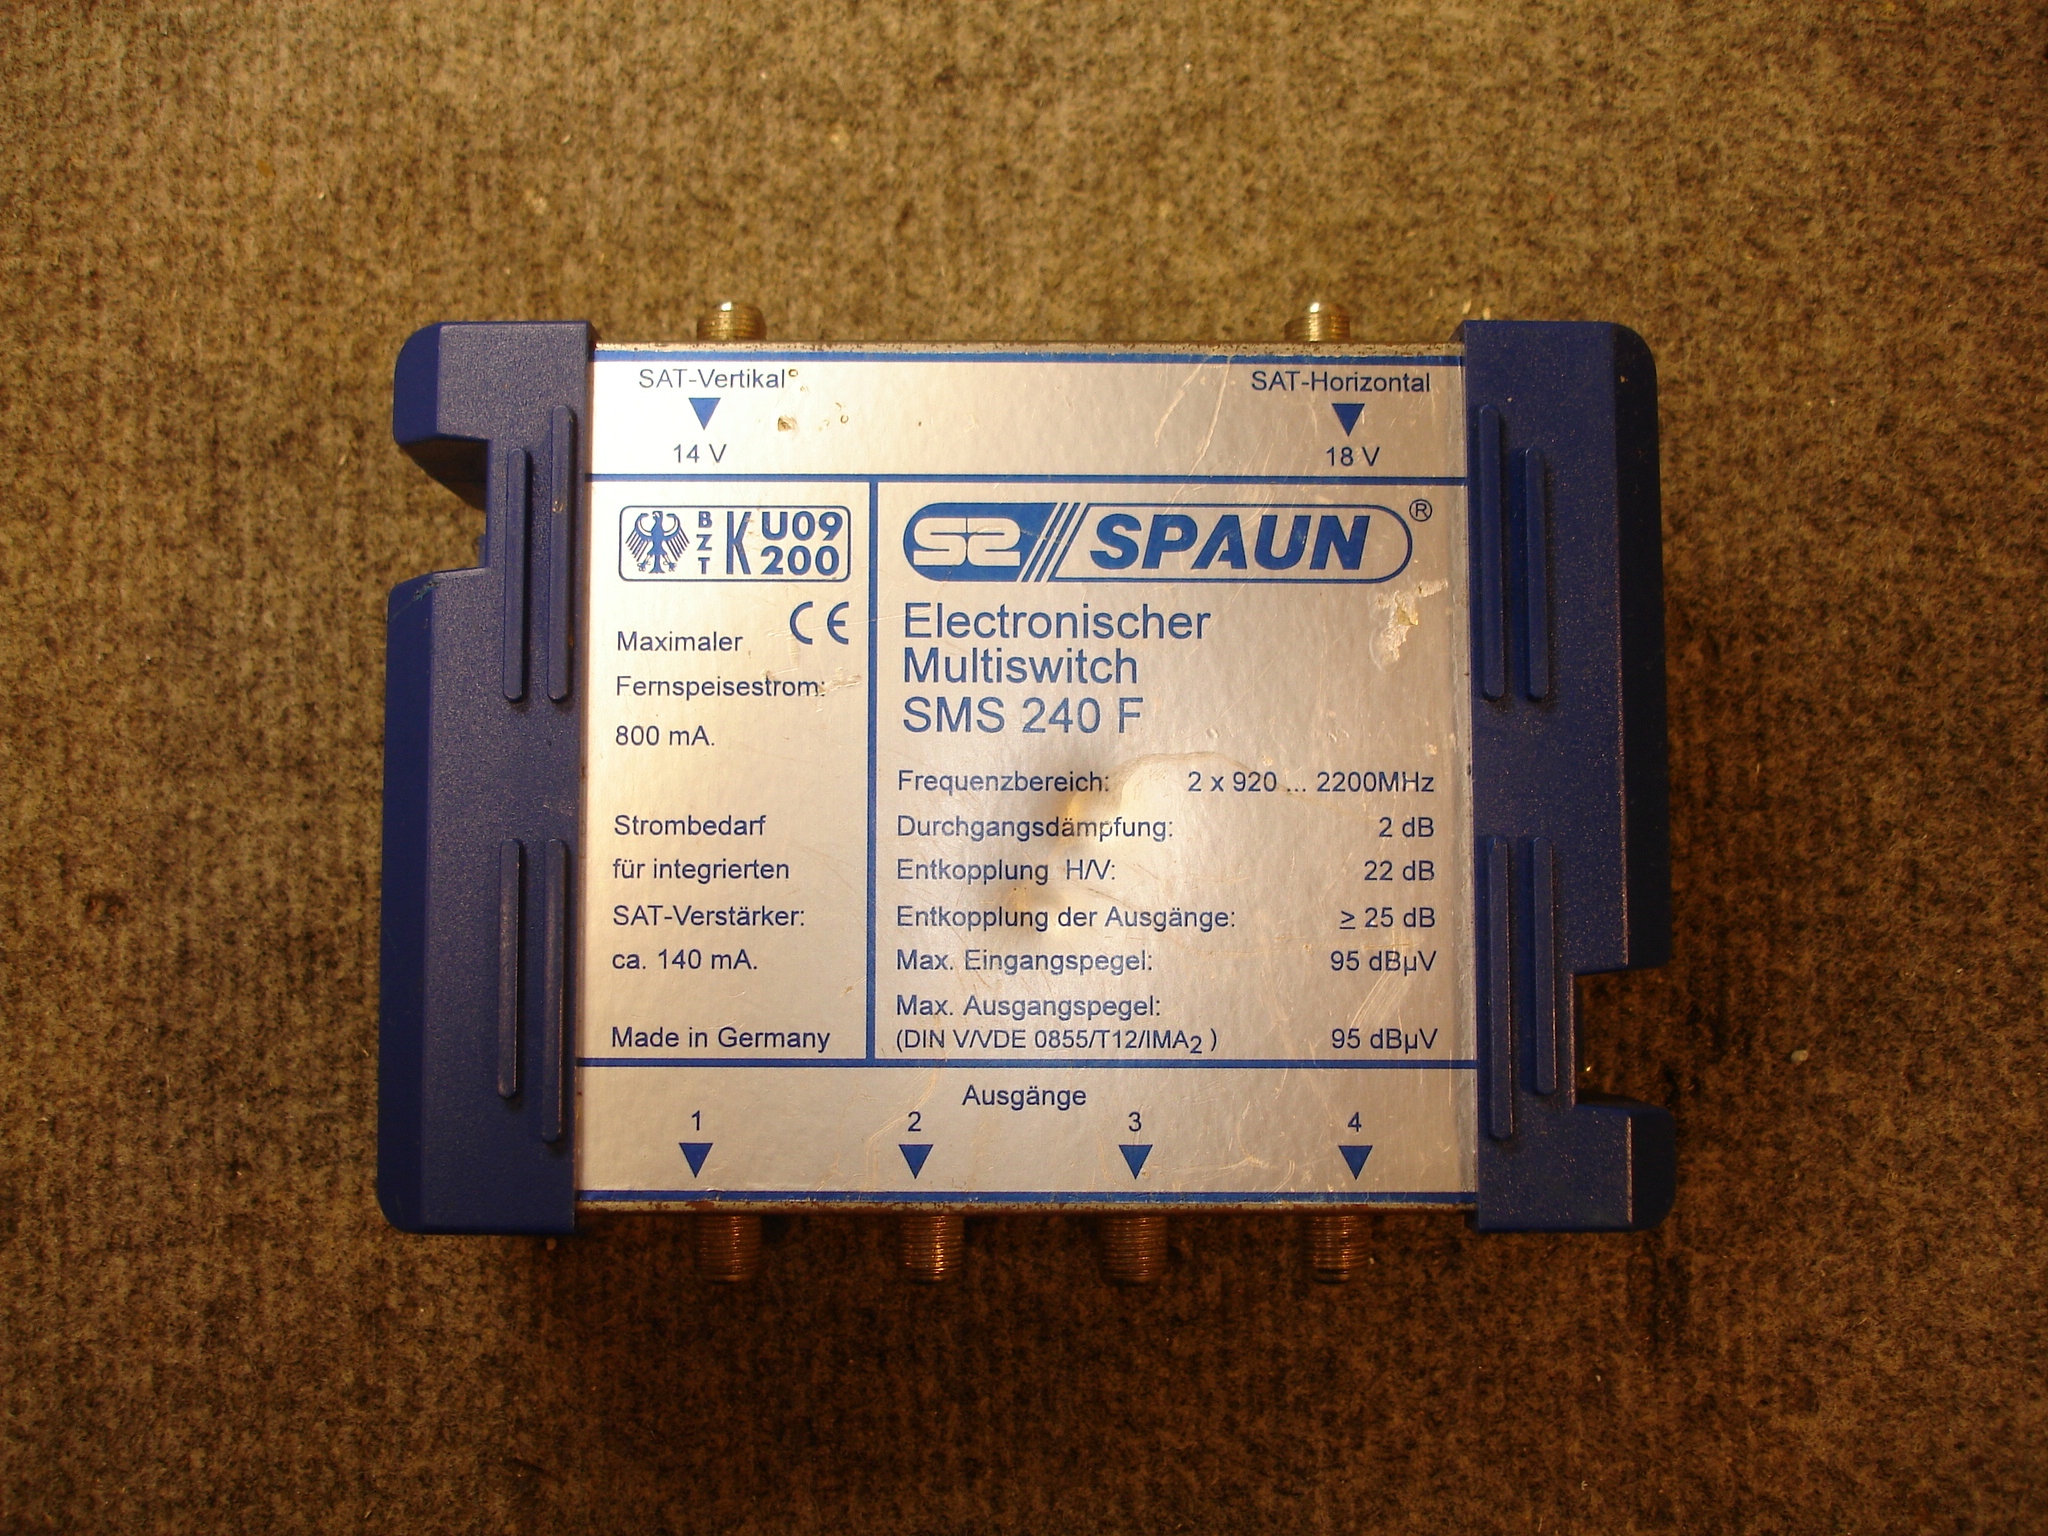 SAT-Vertikal
SAT-Horizontal
14 V
18 V
BZT
K
U09
200
CE
Maximaler
Fernspeisestrom:
800 mA.
Strombedarf
für integrierten
SAT-Verstärker:
ca. 140 mA.
Made in Germany
S2 SPAUN ®
Electronischer
Multiswitch
SMS 240 F
Frequenzbereich: 2 x 920 ... 2200MHz
Durchgangsdämpfung: 2 dB
Entkopplung H/V: 22 dB
Entkopplung der Ausgänge: ≥ 25 dB
Max. Eingangspegel: 95 dBµV
Max. Ausgangspegel:
(DIN V/VDE 0855/T12/IMA2 ) 95 dBµV
Ausgänge
1 2 3 4